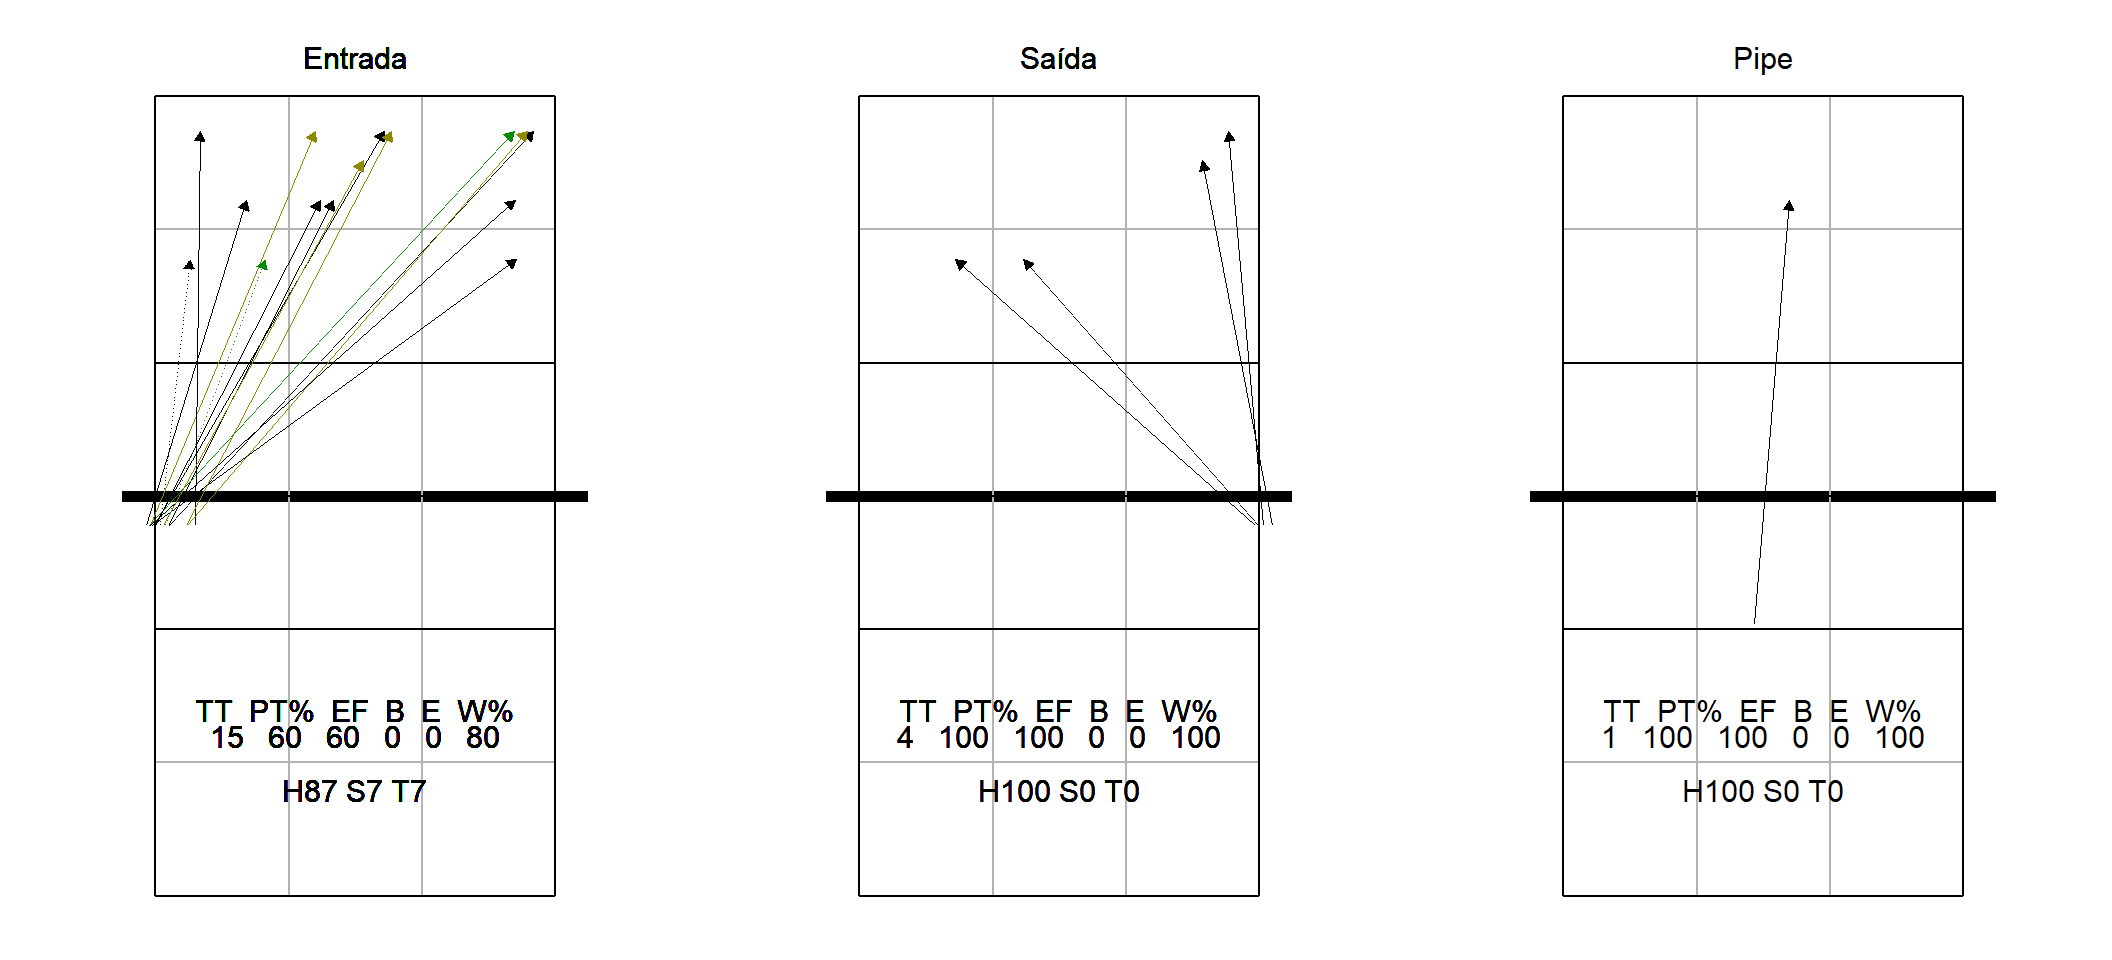 Entrada
TT PT% EF B E W%
15 60 60 0 0 80
H87 S7 T7
Saída
TT PT% EF B E W%
4 100 100 0 0 100
H100 S0 T0
Pipe
TT PT% EF B E W%
1 100 100 0 0 100
H100 S0 T0